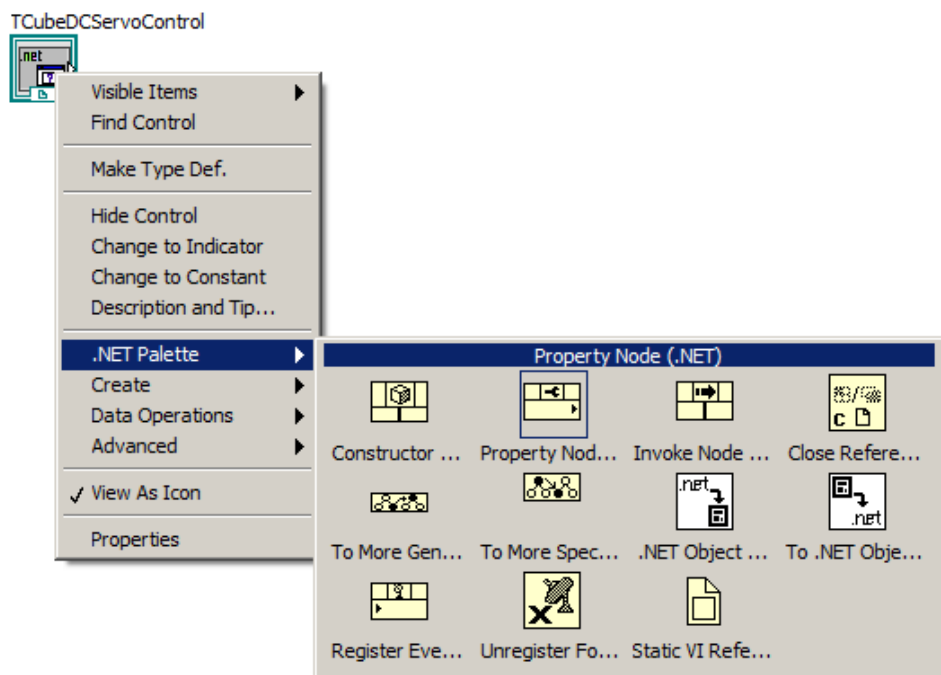 TCubeDCServoControl
.net
Visible Items
Find Control
Make Type Def.
Hide Control
Change to Indicator
Change to Constant
Description and Tip...
.NET Palette
Create
Data Operations
Advanced
View As Icon
Properties
Property Node (.NET)
C
Constructor ... Property Nod... Invoke Node ... Close Refere...
.net .net
To More Gen... To More Spec... .NET Object ... To .NET Obje...
Register Eve... Unregister Fo... Static VI Refe...